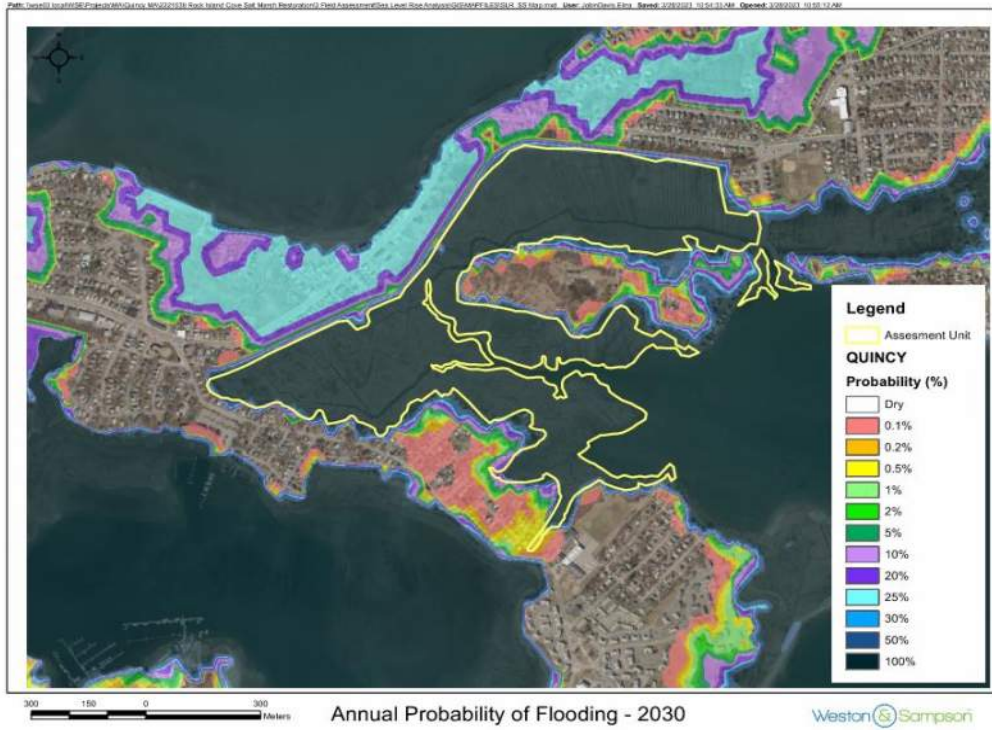 Annual Probability of Flooding - 2030
Legend
Assesment Unit
QUINCY
Probability (%)
Dry
0.1%
0.2%
0.5%
1%
2%
5%
10%
20%
25%
30%
50%
100%
300 150 0 300
Meters
Weston & Sampson